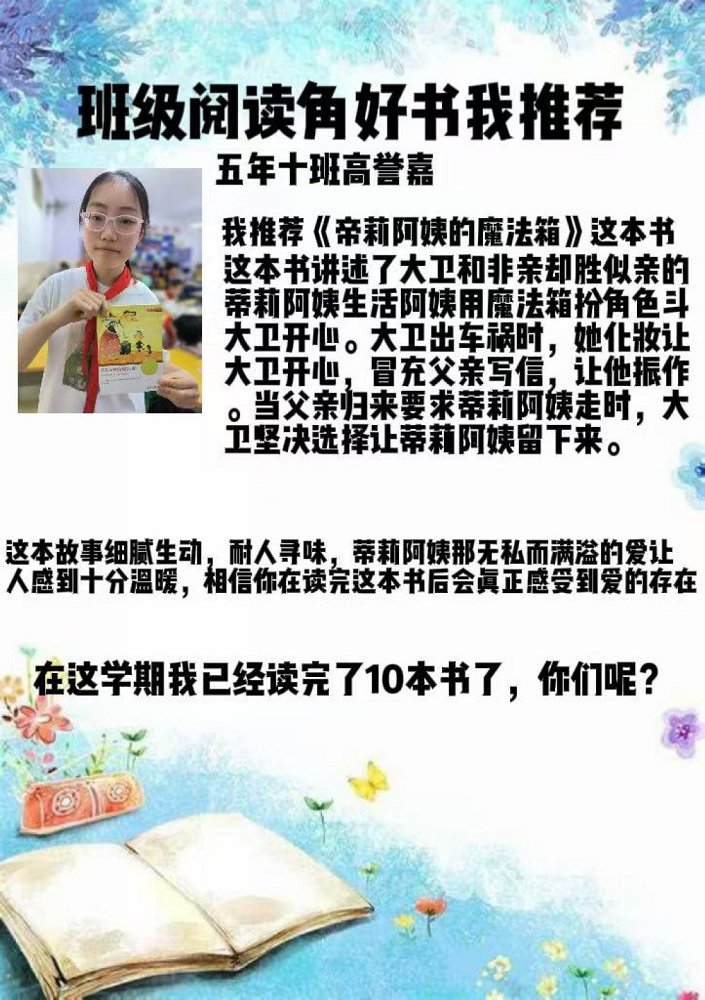 班级阅读角好书我推荐
五年十班高誉嘉
我推荐《帝莉阿姨的魔法箱》这本书
这本书讲述了大卫和非亲却胜似亲的
蒂莉阿姨生活阿姨用魔法箱扮角色斗
大卫开心。大卫出车祸时，她化妝让
大卫开心，冒充父亲写信，让他振作
。当父亲归来要求蒂莉阿姨走时，大
卫坚决选择让蒂莉阿姨留下来。
这本故事细腻生动，耐人寻味，蒂莉阿姨那无私而满溢的爱让
人感到十分溫暖，相信你在读完这本书后会眞正感受到爱的存在
在这学期我已经读完了10本书了，你们呢？